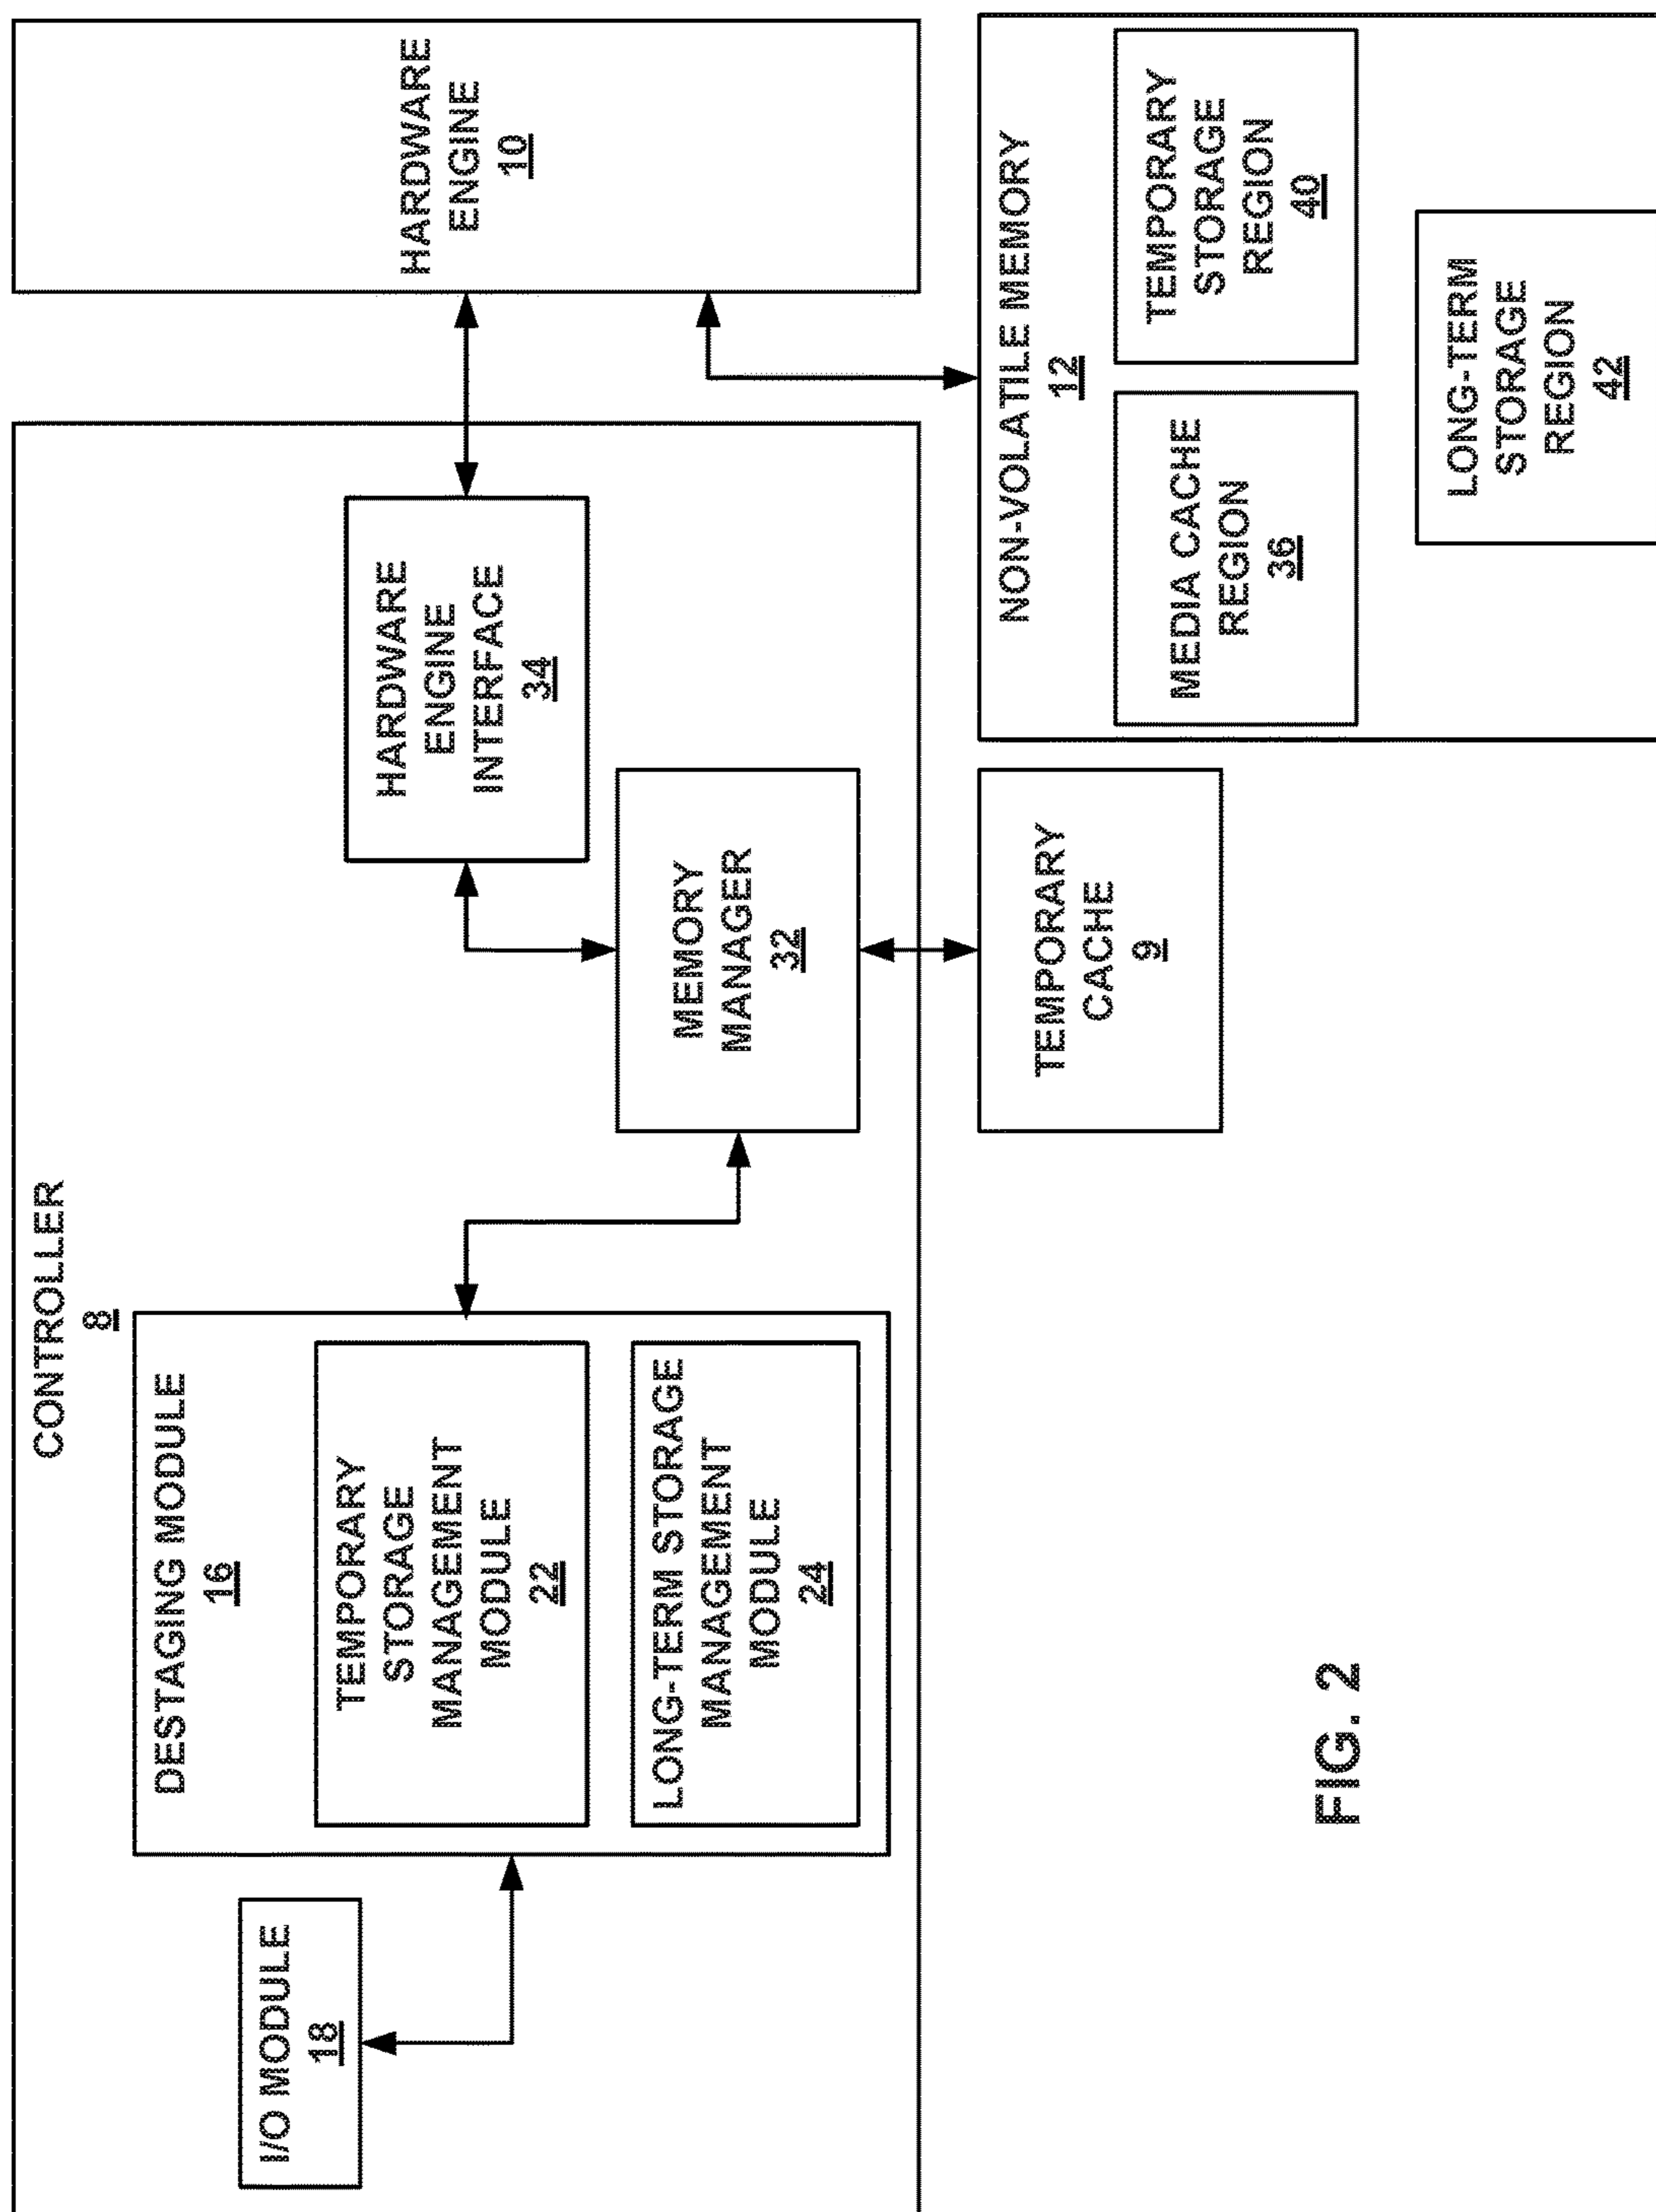 CONTROLLER
8
I/O MODULE
18
DESTAGING MODULE
16
TEMPORARY
STORAGE
MANAGEMENT
MODULE
22
LONG-TERM STORAGE
MANAGEMENT
MODULE
24
MEMORY
MANAGER
32
HARDWARE
ENGINE
INTERFACE
34
HARDWARE
ENGINE
10
TEMPORARY
CACHE
9
NON-VOLATILE MEMORY
12
MEDIA CACHE
REGION
36
TEMPORARY
STORAGE
REGION
40
LONG-TERM
STORAGE
REGION
42
FIG. 2